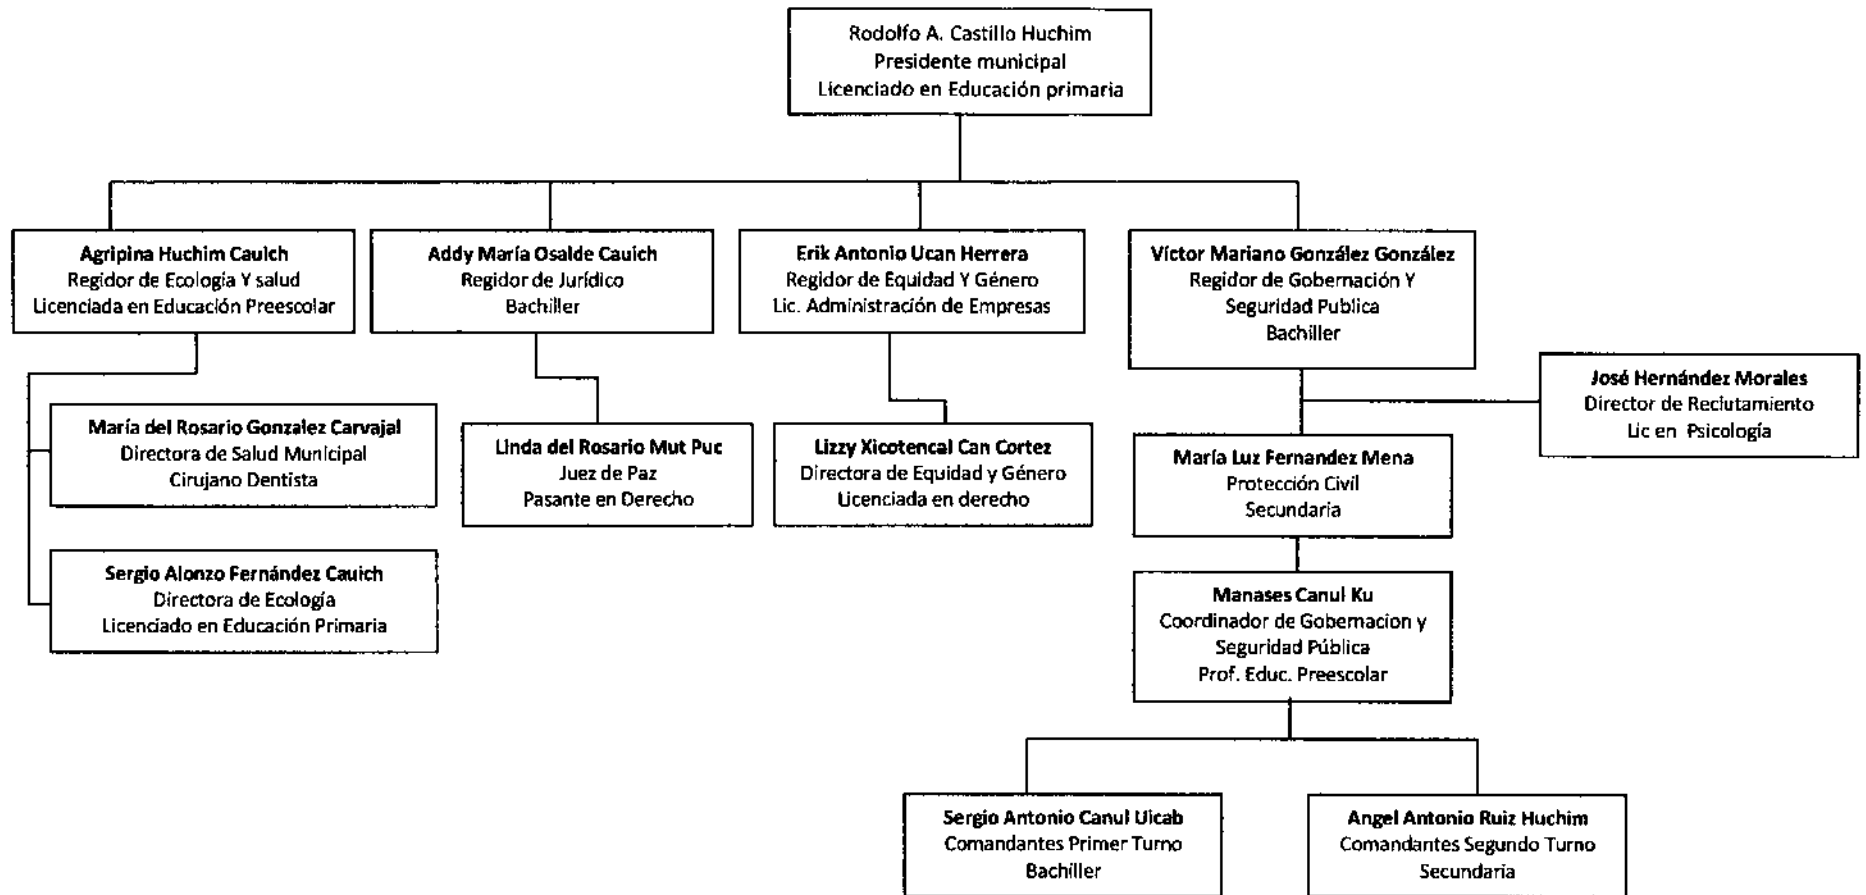 Rodolfo A. Castillo Huchim
Presidente municipal
Licenciado en Educación primaria
Agripina Huchim Cauich
Regidor de Ecología Y salud
Licenciada en Educación Preescolar
Addy María Osalde Cauich
Regidor de Jurídico
Bachiller
Erik Antonio Ucan Herrera
Regidor de Equidad Y Género
Lic. Administración de Empresas
Víctor Mariano González González
Regidor de Gobernación Y
Seguridad Publica
Bachiller
José Hernández Morales
Director de Reclutamiento
Lic en Psicología
María del Rosario Gonzalez Carvajal
Directora de Salud Municipal
Cirujano Dentista
Linda del Rosario Mut Puc
Juez de Paz
Pasante en Derecho
Lizzy Xicotencal Can Cortez
Directora de Equidad y Género
Licenciada en derecho
María Luz Fernandez Mena
Protección Civil
Secundaria
Sergio Alonzo Fernández Cauich
Directora de Ecología
Licenciado en Educación Primaria
Manases Canul Ku
Coordinador de Gobernacion y
Seguridad Pública
Prof. Educ. Preescolar
Sergio Antonio Canul Uicab
Comandantes Primer Turno
Bachiller
Angel Antonio Ruiz Huchim
Comandantes Segundo Turno
Secundaria